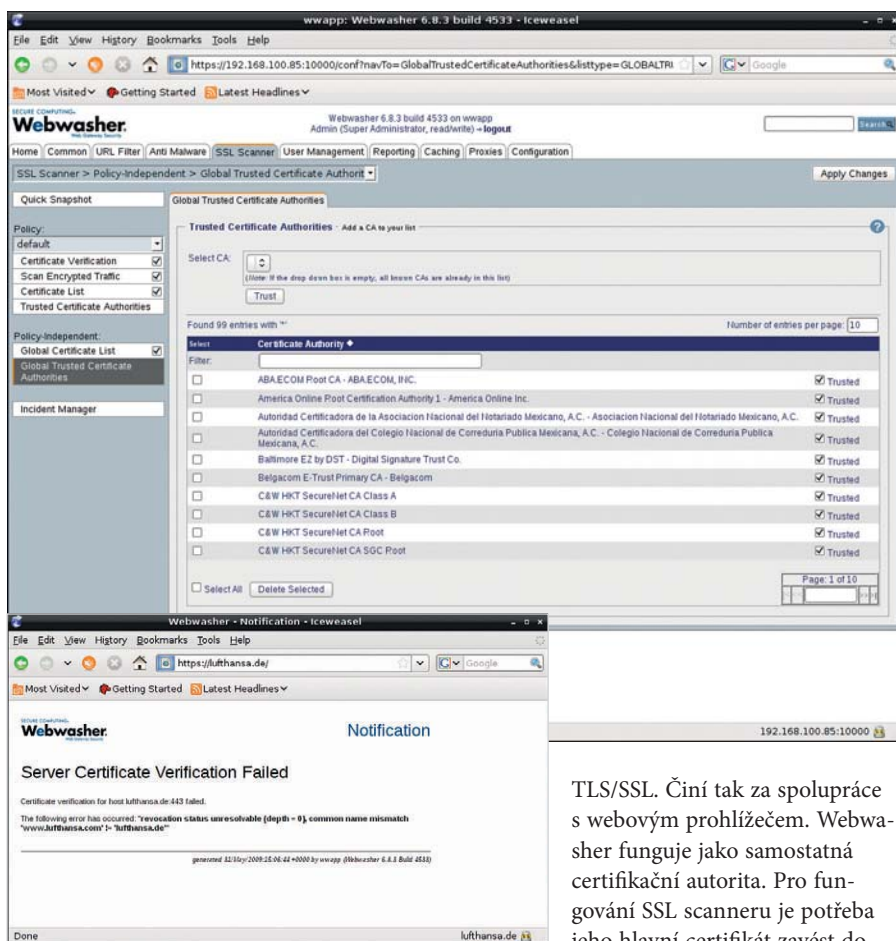 wwapp: Webwasher 6.8.3 build 4533 - Iceweasel
File Edit View History Bookmarks Tools Help
https://192.168.100.85:10000/conf?navTo=GlobalTrustedCertificateAuthorities&listtype=GLOBALTRI
Google
Most Visited Getting Started Latest Headlines
SECURE COMPUTING
Webwasher.
Webwasher 6.8.3 build 4533 on wwapp
Admin (Super Administrator, read/write) - logout
Search
Home Common URL Filter Anti Malware SSL Scanner User Management Reporting Caching Proxies Configuration
SSL Scanner > Policy-Independent > Global Trusted Certificate Authorit
Apply Changes
Quick Snapshot
Global Trusted Certificate Authorities
Policy:
default
Certificate Verification
Scan Encrypted Traffic
Certificate List
Trusted Certificate Authorities
Policy-Independent:
Global Certificate List
Global Trusted Certificate
Authorities
Incident Manager
Trusted Certificate Authorities - Add a CA to your list
Select CA:
(Note: If the drop down box is empty, all known CAs are already in this list)
Trust
Found 99 entries with '*'
Number of entries per page: 10
Select Certificate Authority
Filter:
ABA.ECOM Root CA - ABA.ECOM, INC. Trusted
America Online Root Certification Authority 1 - America Online Inc. Trusted
Autoridad Certificadora de la Asociacion Nacional del Notariado Mexicano, A.C. - Asociacion Nacional del Notariado Mexicano, A.C. Trusted
Autoridad Certificadora del Colegio Nacional de Correduria Publica Mexicana, A.C. - Colegio Nacional de Correduria Publica
Mexicana, A.C. Trusted
Baltimore EZ by DST - Digital Signature Trust Co. Trusted
Belgacom E-Trust Primary CA - Belgacom Trusted
C&W HKT SecureNet CA Class A Trusted
C&W HKT SecureNet CA Class B Trusted
C&W HKT SecureNet CA Root Trusted
C&W HKT SecureNet CA SGC Root Trusted
Select All Delete Selected
Page: 1 of 10
192.168.100.85:10000
Webwasher - Notification - Iceweasel
File Edit View History Bookmarks Tools Help
https://lufthansa.de/
Google
Most Visited Getting Started Latest Headlines
SECURE COMPUTING
Webwasher.
Notification
Server Certificate Verification Failed
Certificate verification for host lufthansa.de:443 failed.
The following error has occurred: "revocation status unresolvable (depth = 0), common name mismatch
'www.lufthansa.com' != 'lufthansa.de'"
Done
lufthansa.de
TLS/SSL. Činí tak za spolupráce
s webovým prohlížečem. Webwa-
sher funguje jako samostatná
certifikační autorita. Pro fun-
gování SSL scanneru je potřeba
jeho hlavní certifikát zavést do